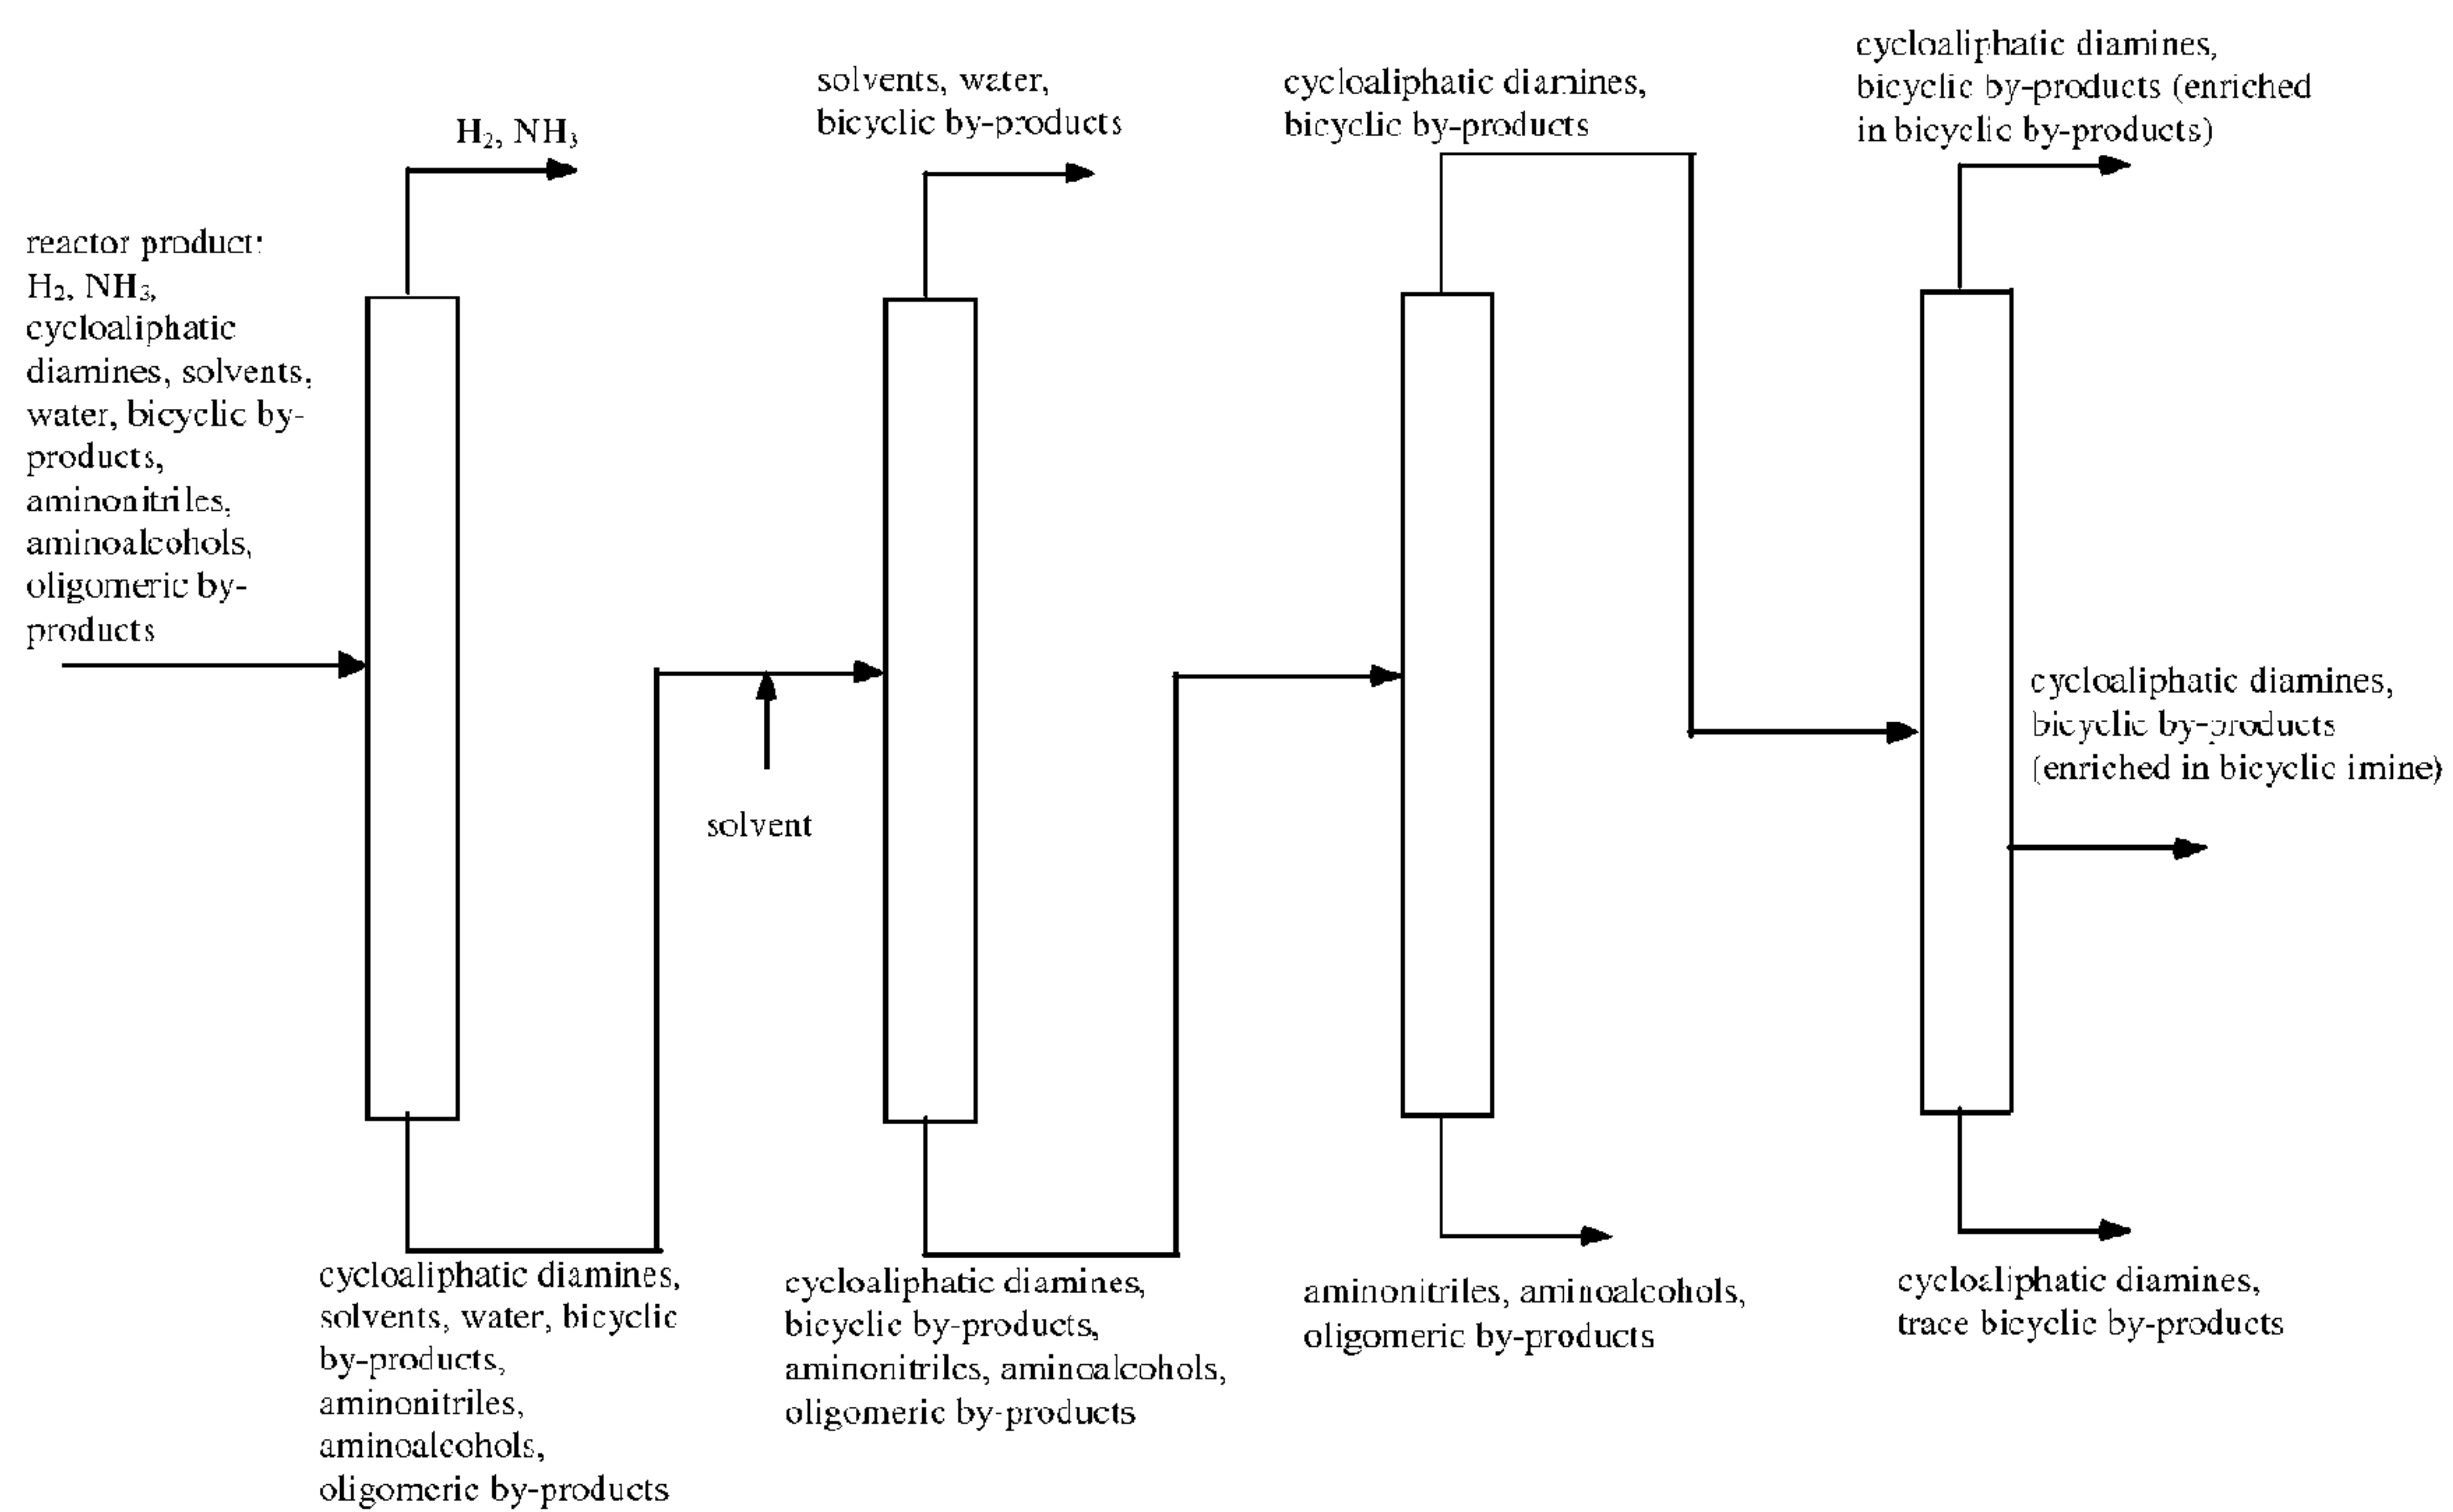 H₂, NH₃
solvents, water,
bicyclic by-products
cycloaliphatic diamines,
bicyclic by-products
cycloaliphatic diamines,
bicyclic by-products (enriched
in bicyclic by-products)
reactor product:
H₂, NH₃,
cycloaliphatic
diamines, solvents,
water, bicyclic by-
products,
aminonitriles,
aminoalcohols,
oligomeric by-
products
solvent
cycloaliphatic diamines,
bicyclic by-products
(enriched in bicyclic imine)
cycloaliphatic diamines,
solvents, water, bicyclic
by-products,
aminonitriles,
aminoalcohols,
oligomeric by-products
cycloaliphatic diamines,
bicyclic by-products,
aminonitriles, aminoalcohols,
oligomeric by-products
aminonitriles, aminoalcohols,
oligomeric by-products
cycloaliphatic diamines,
trace bicyclic by-products